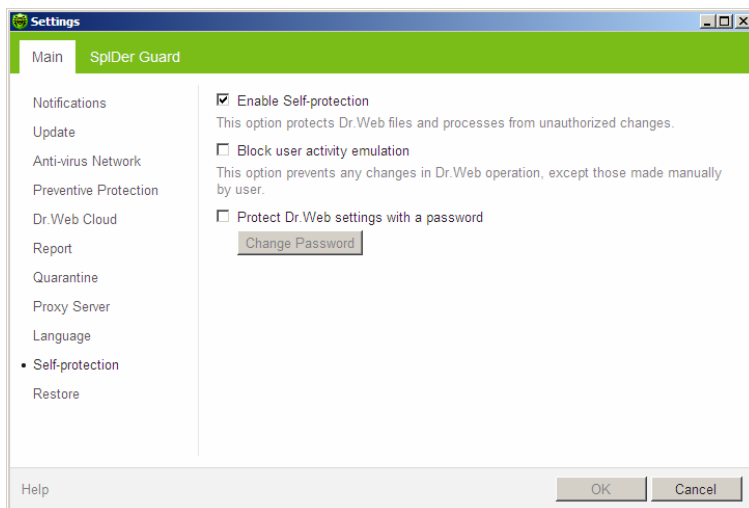 Settings
Main
SpIDer Guard
Notifications
Update
Anti-virus Network
Preventive Protection
Dr.Web Cloud
Report
Quarantine
Proxy Server
Language
Self-protection
Restore
Enable Self-protection
This option protects Dr.Web files and processes from unauthorized changes.
Block user activity emulation
This option prevents any changes in Dr.Web operation, except those made manually
by user.
Protect Dr.Web settings with a password
Change Password
Help
OK
Cancel